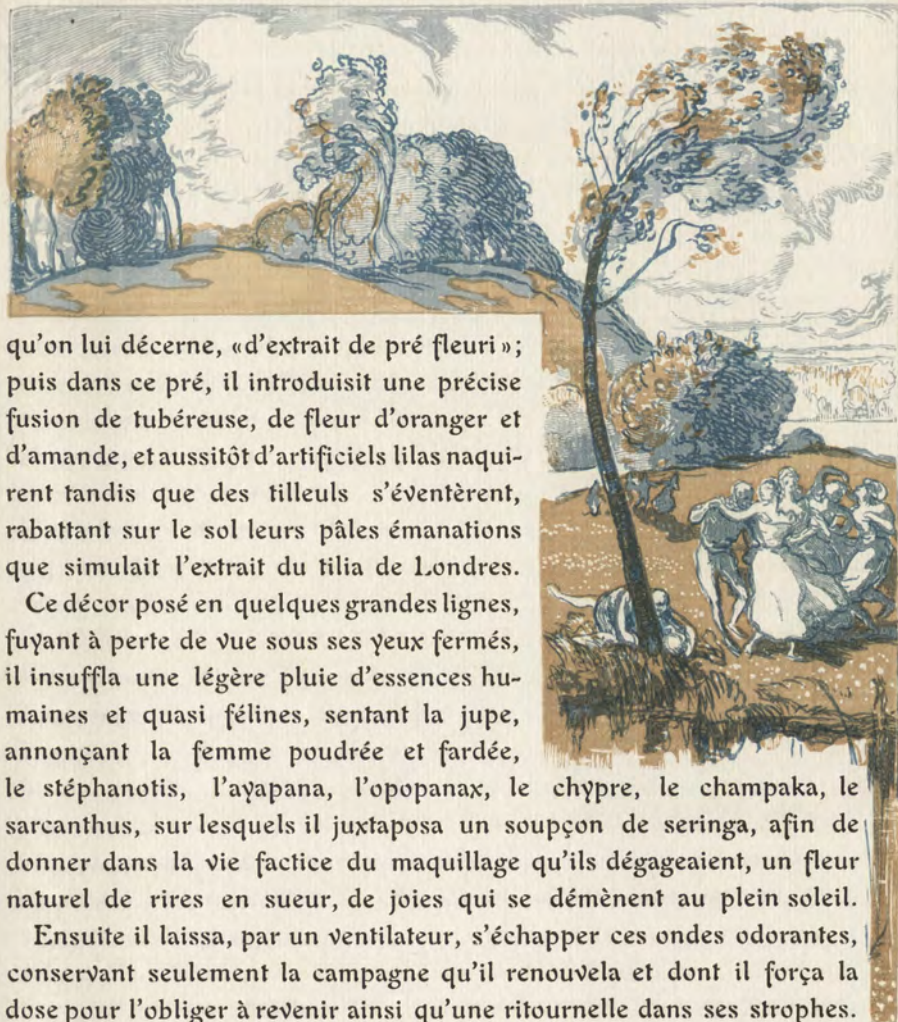 qu'on lui décerne, «d'extrait de pré fleuri»;
puis dans ce pré, il introduisit une précise
fusion de tubéreuse, de fleur d'oranger et
d'amande, et aussitôt d'artificiels lilas naqui-
rent tandis que des tilleuls s'éventèrent,
rabattant sur le sol leurs pâles émanations
que simulait l'extrait du tilia de Londres.
Ce décor posé en quelques grandes lignes,
fuyant à perte de vue sous ses yeux fermés,
il insuffla une légère pluie d'essences hu-
maines et quasi félines, sentant la jupe,
annonçant la femme poudrée et fardée,
le stéphanotis, l'ayapana, l'opopanax, le chypre, le champaka, le
sarcanthus, sur lesquels il juxtaposa un soupçon de seringa, afin de
donner dans la vie factice du maquillage qu'ils dégageaient, un fleur
naturel de rires en sueur, de joies qui se démènent au plein soleil.
Ensuite il laissa, par un ventilateur, s'échapper ces ondes odorantes,
conservant seulement la campagne qu'il renouvela et dont il força la
dose pour l'obliger à revenir ainsi qu'une ritournelle dans ses strophes.